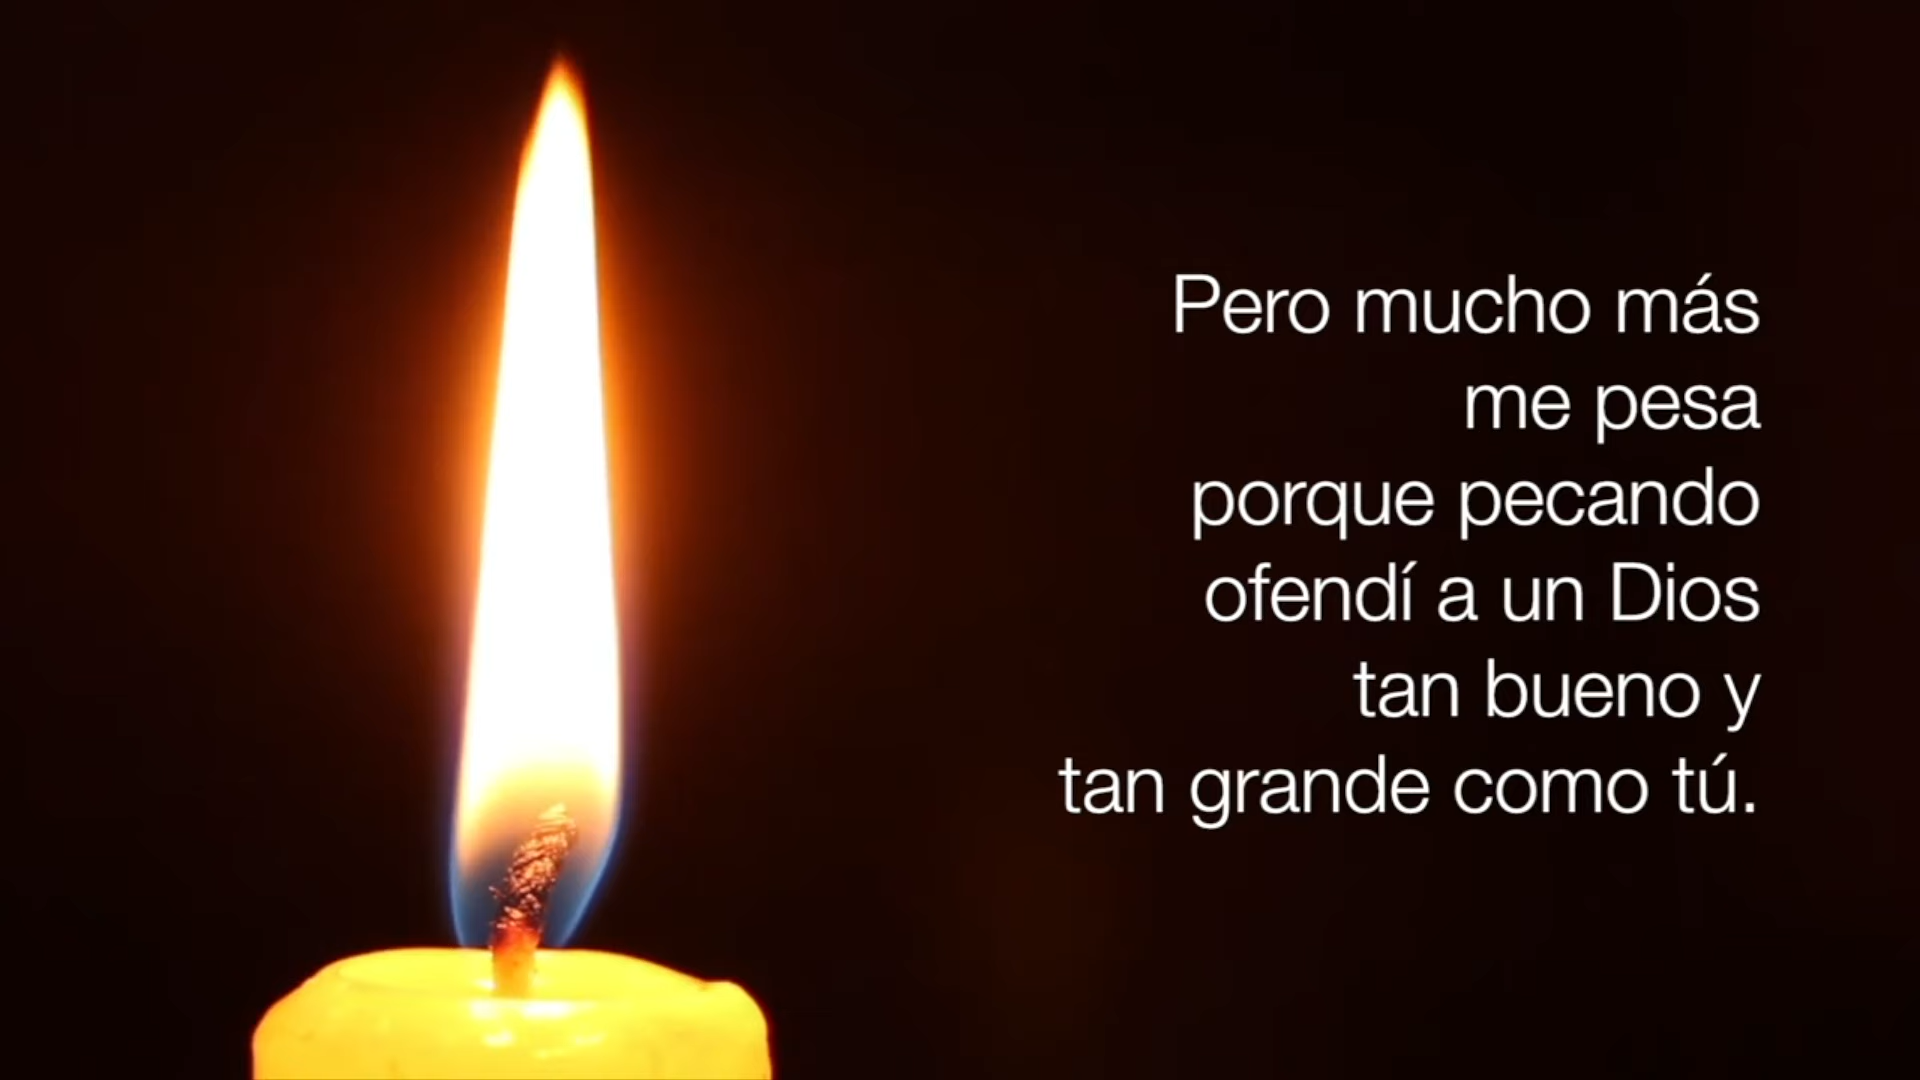 Pero mucho más
me pesa
porque pecando
ofendí a un Dios
tan bueno y
tan grande como tú.